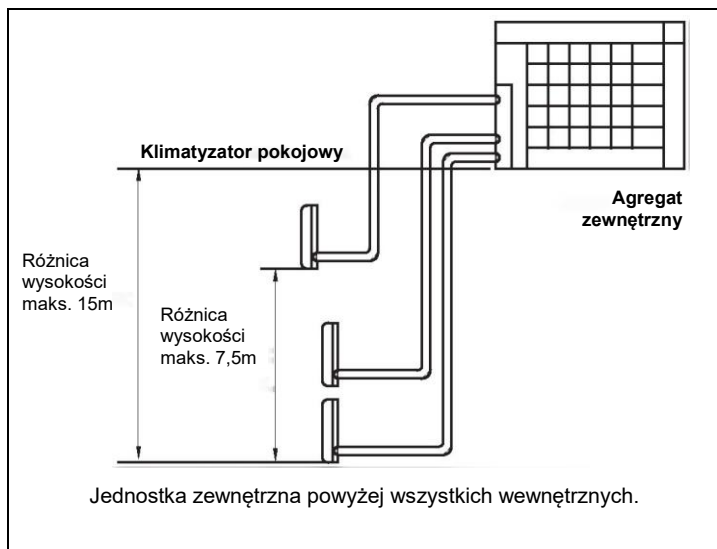 Klimatyzator pokojowy
Agregat
zewnętrzny
Różnica
wysokości
maks. 15m
Różnica
wysokości
maks. 7,5m
Jednostka zewnętrzna powyżej wszystkich wewnętrznych.